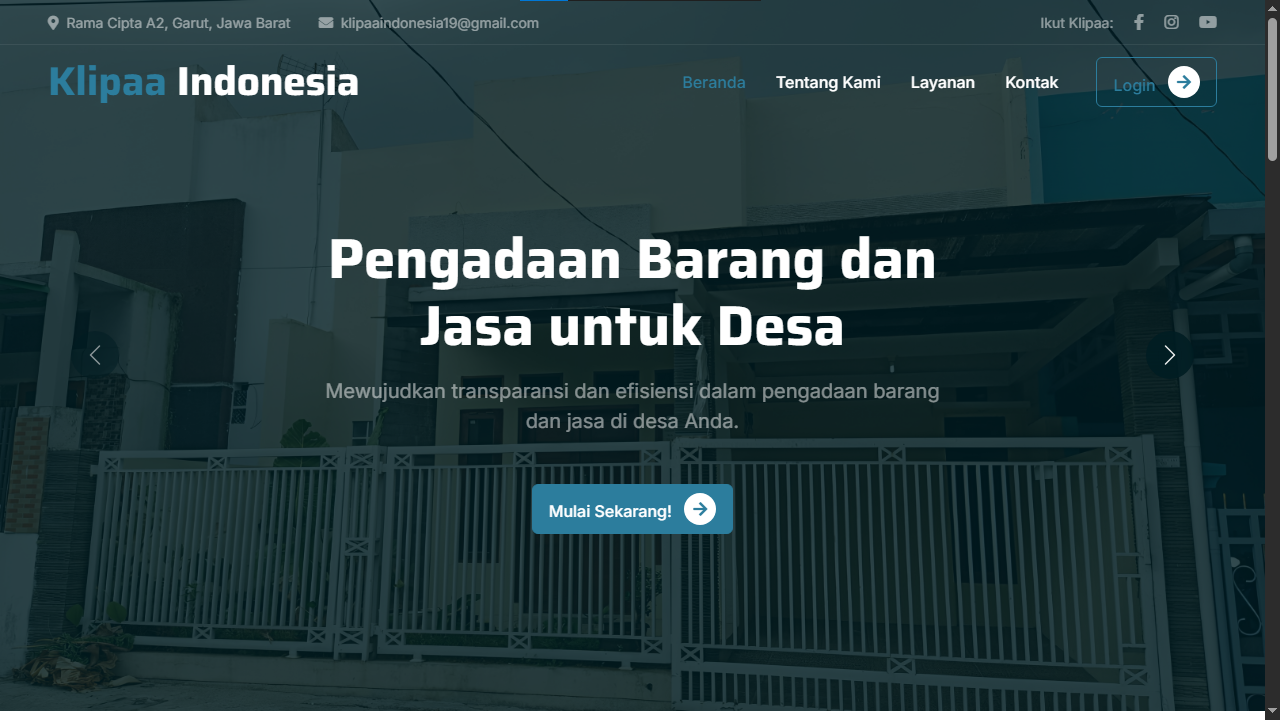 Rama Cipta A2, Garut, Jawa Barat
klipaaindonesia19@gmail.com
Ikut Klipaa:
Klipaa Indonesia
Beranda
Tentang Kami
Layanan
Kontak
Login
Pengadaan Barang dan
Jasa untuk Desa
Mewujudkan transparansi dan efisiensi dalam pengadaan barang
dan jasa di desa Anda.
Mulai Sekarang!